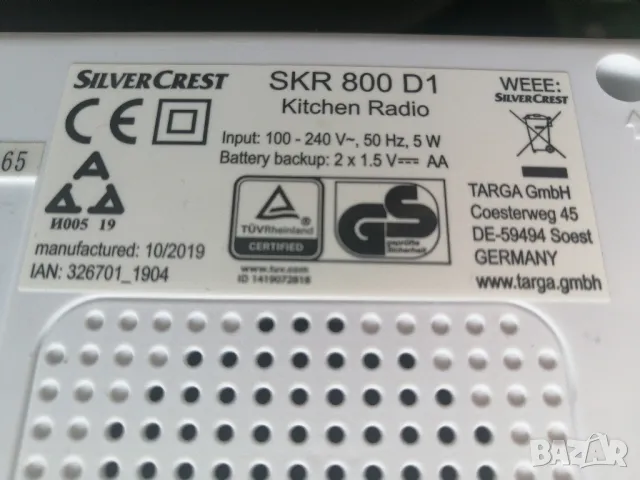 SILVERCREST
SKR 800 D1
Kitchen Radio
WEEE:
SILVERCREST
CE
Input: 100 - 240 V~, 50 Hz, 5 W
Battery backup: 2 x 1.5 V⎓ AA
65
И005 19
manufactured: 10/2019
IAN: 326701_1904
TÜVRheinland
CERTIFIED
www.tuv.com
ID 1419072818
GS
geprüfte
Sicherheit
TARGA GmbH
Coesterweg 45
DE-59494 Soest
GERMANY
www.targa.gmbh
BAZAR